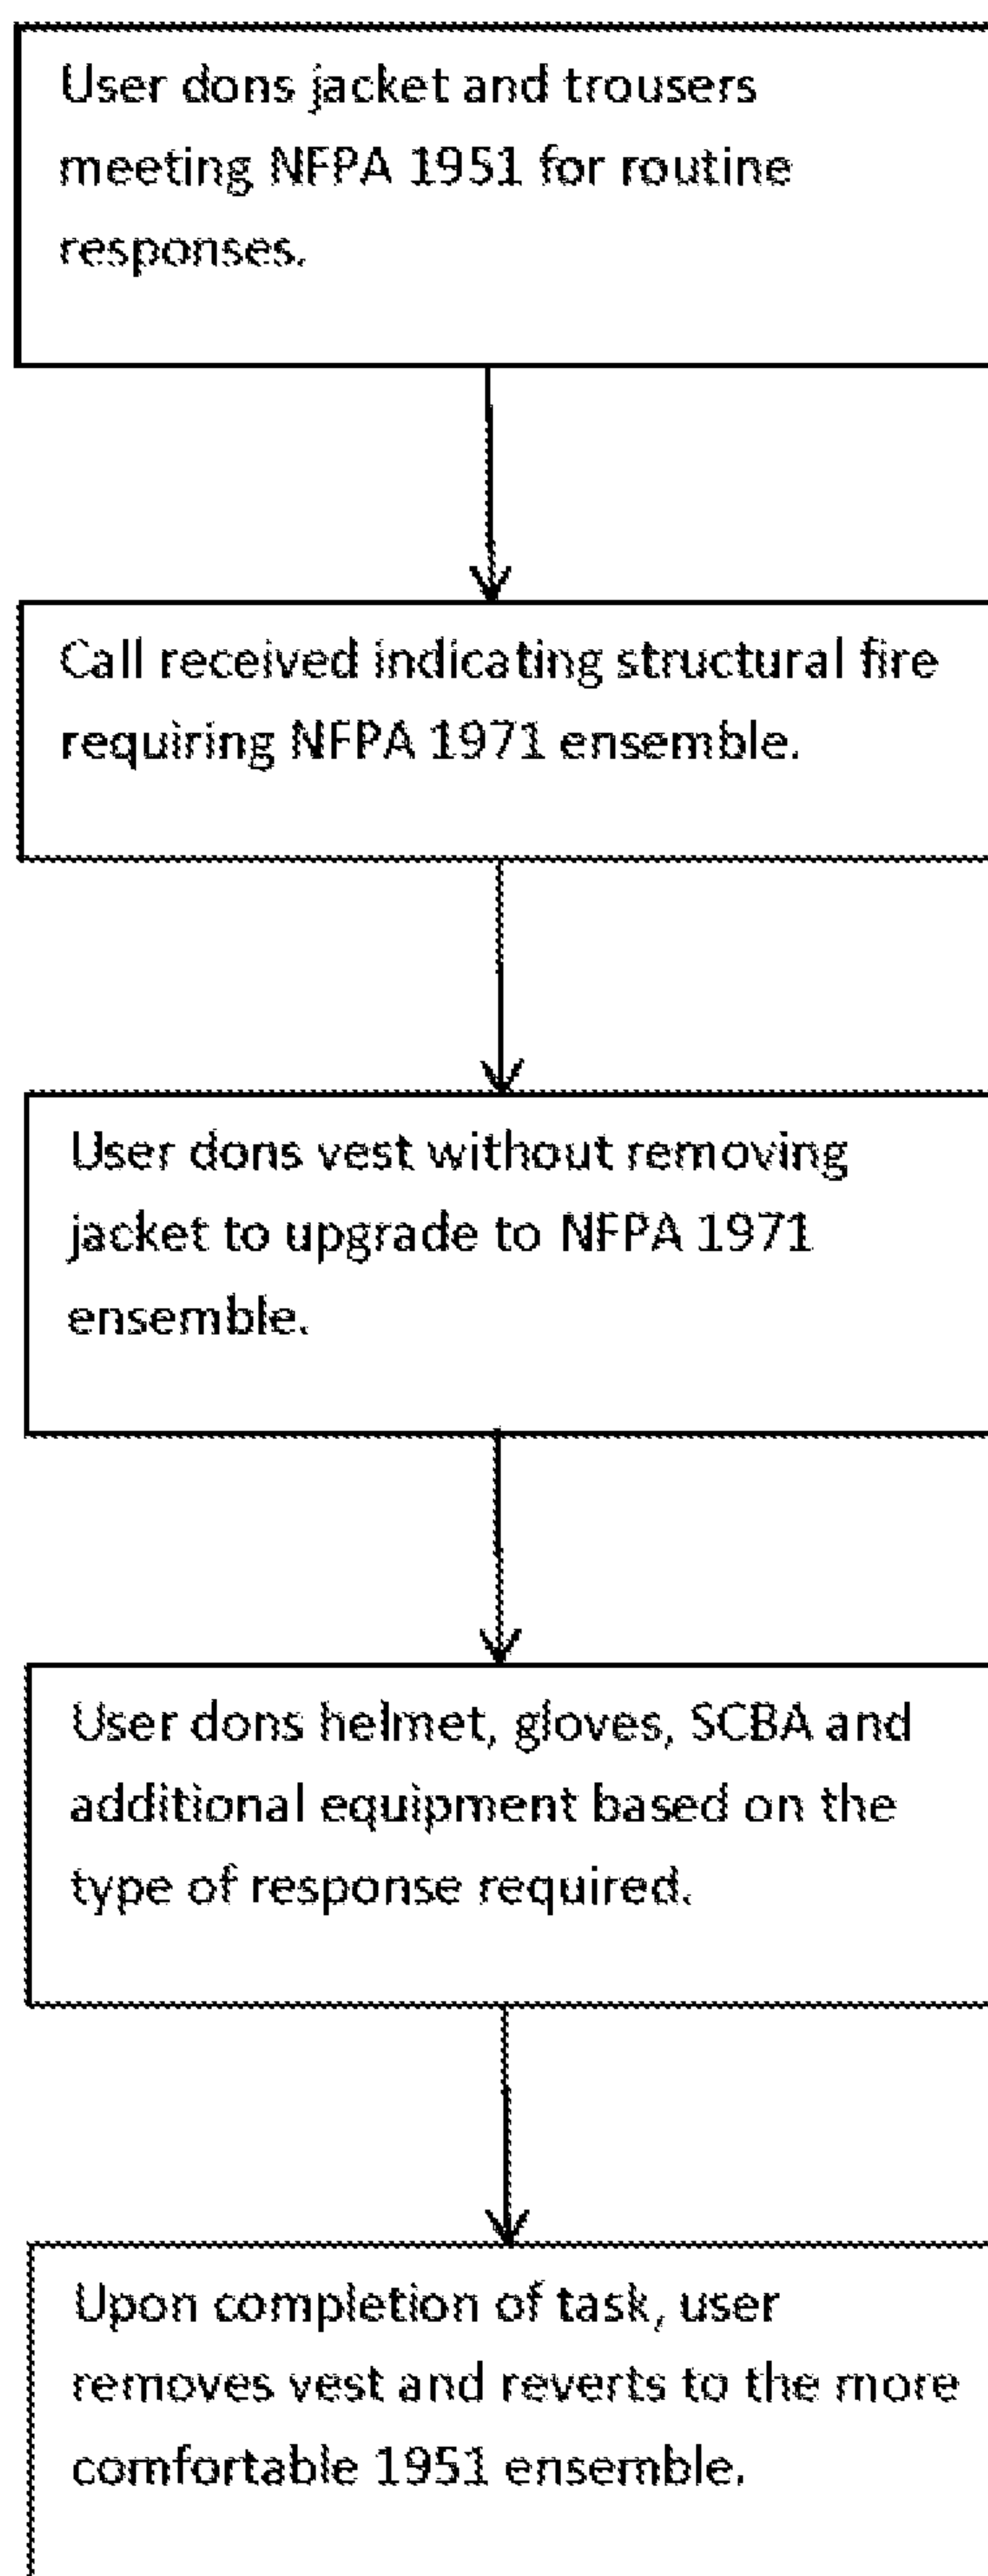 User dons jacket and trousers
meeting NFPA 1951 for routine
responses.
Call received indicating structural fire
requiring NFPA 1971 ensemble.
User dons vest without removing
jacket to upgrade to NFPA 1971
ensemble.
User dons helmet, gloves, SCBA and
additional equipment based on the
type of response required.
Upon completion of task, user
removes vest and reverts to the more
comfortable 1951 ensemble.